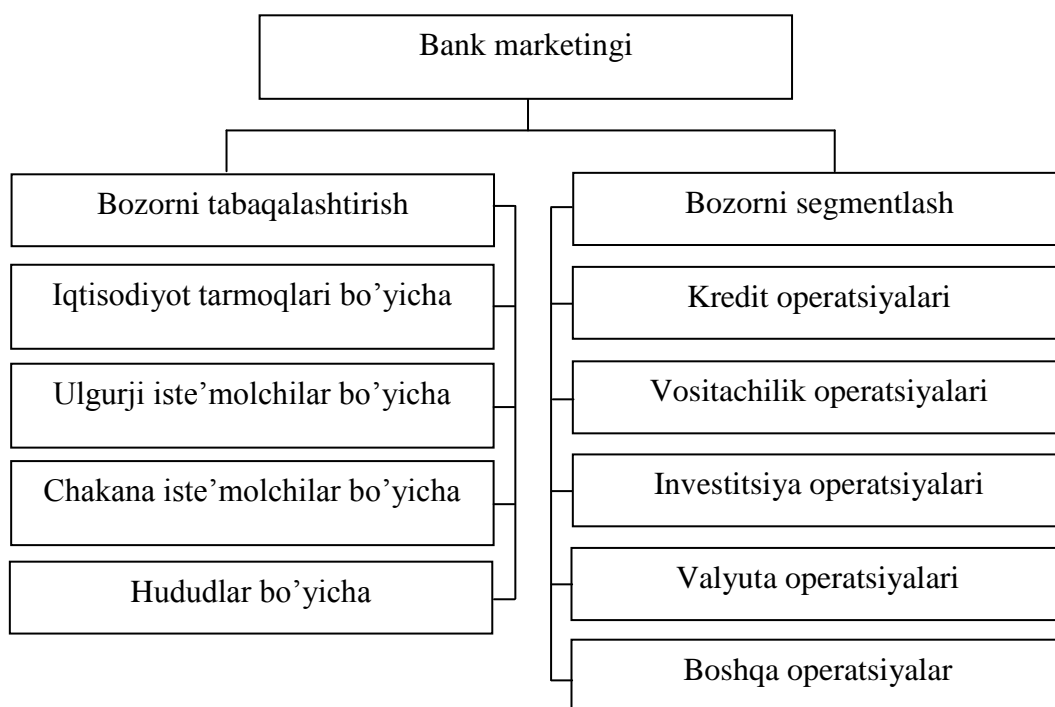 Bank marketingi
Bozorni tabaqalashtirish
Iqtisodiyot tarmoqlari bo’yicha
Ulgurji iste’molchilar bo’yicha
Chakana iste’molchilar bo’yicha
Hududlar bo’yicha
Bozorni segmentlash
Kredit operatsiyalari
Vositachilik operatsiyalari
Investitsiya operatsiyalari
Valyuta operatsiyalari
Boshqa operatsiyalar